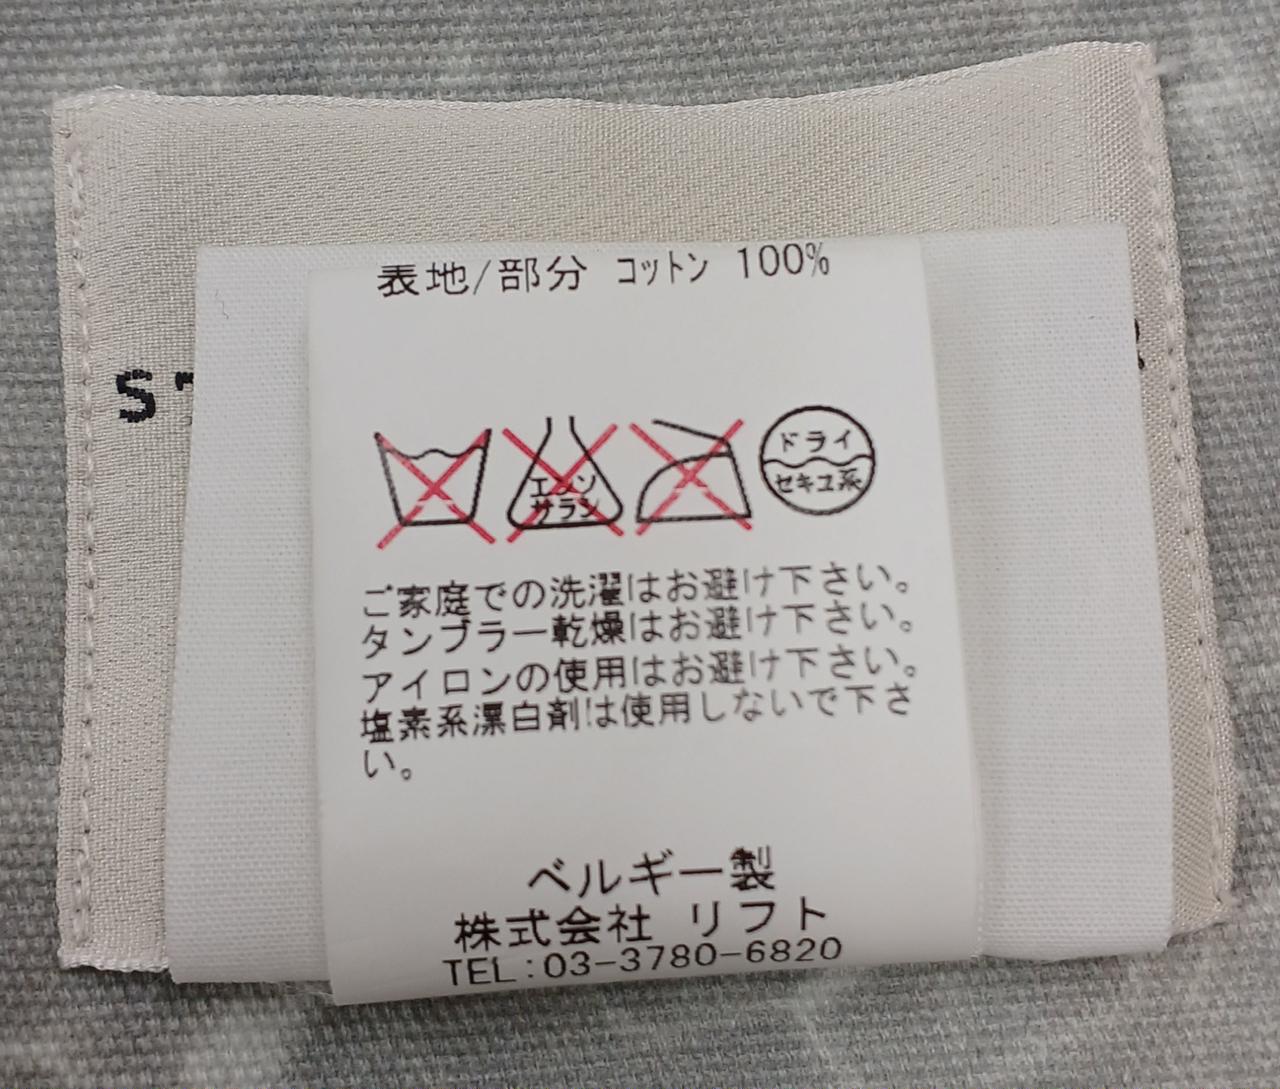 表地/部分 コットン 100%
エンソ
サラシ
ドライ
セキユ系
ご家庭での洗濯はお避け下さい。
タンブラー乾燥はお避け下さい。
アイロンの使用はお避け下さい。
塩素系漂白剤は使用しないで下さ
い。
ベルギー製
株式会社 リフト
TEL:03-3780-6820